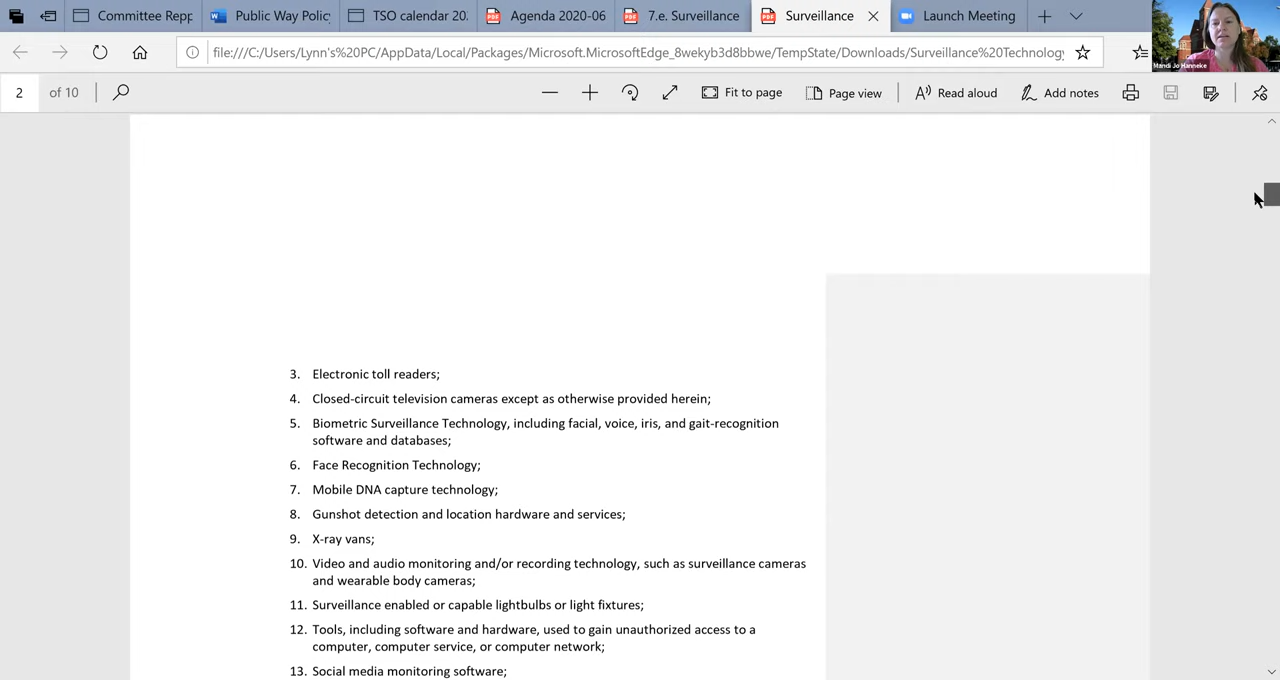 Committee Repp
Public Way Policy
TSO calendar 202
Agenda 2020-06
7.e. Surveillance
Surveillance
Launch Meeting
file:///C:/Users/Lynn's%20PC/AppData/Local/Packages/Microsoft.MicrosoftEdge_8wekyb3d8bbwe/TempState/Downloads/Surveillance%20Technology
Mandi Jo Hanneke
2 of 10
Fit to page
Page view
Read aloud
Add notes
3. Electronic toll readers;
4. Closed-circuit television cameras except as otherwise provided herein;
5. Biometric Surveillance Technology, including facial, voice, iris, and gait-recognition
software and databases;
6. Face Recognition Technology;
7. Mobile DNA capture technology;
8. Gunshot detection and location hardware and services;
9. X-ray vans;
10. Video and audio monitoring and/or recording technology, such as surveillance cameras
and wearable body cameras;
11. Surveillance enabled or capable lightbulbs or light fixtures;
12. Tools, including software and hardware, used to gain unauthorized access to a
computer, computer service, or computer network;
13. Social media monitoring software;